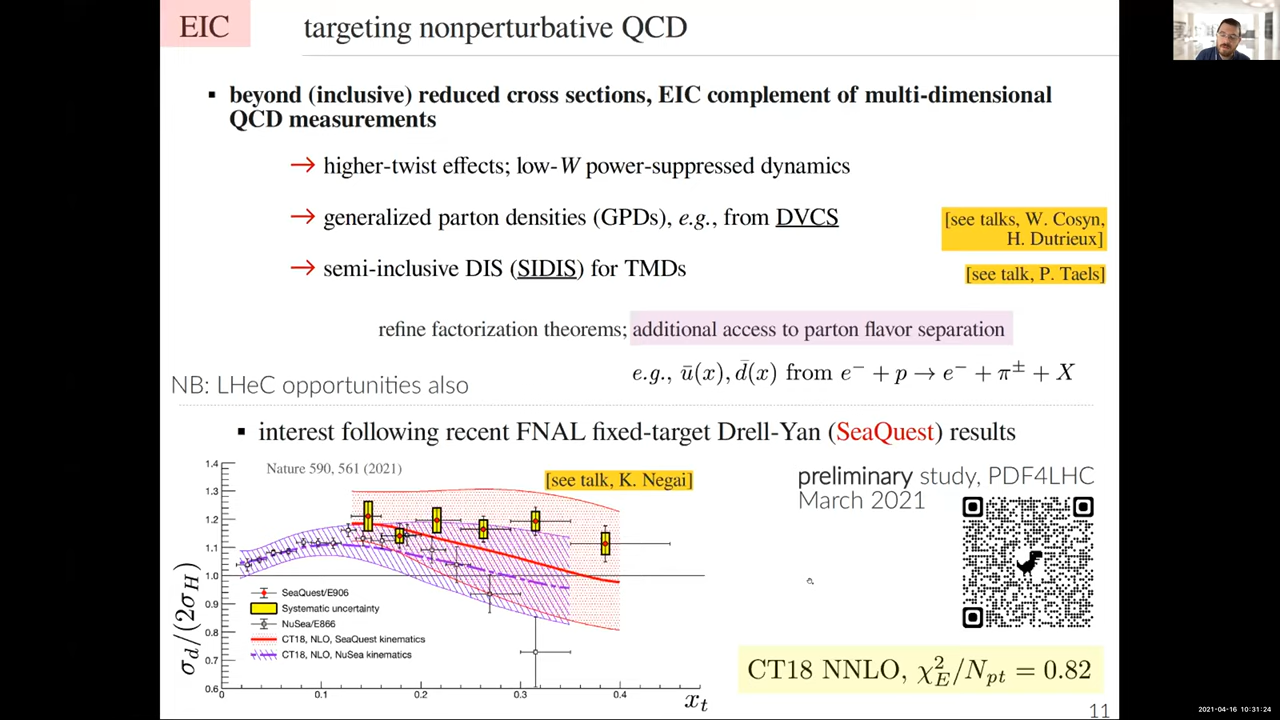 EIC
targeting nonperturbative QCD
▪ beyond (inclusive) reduced cross sections, EIC complement of multi-dimensional
QCD measurements
→ higher-twist effects; low-W power-suppressed dynamics
→ generalized parton densities (GPDs), e.g., from DVCS
[see talks, W. Cosyn,
H. Dutrieux]
→ semi-inclusive DIS (SIDIS) for TMDs
[see talk, P. Taels]
refine factorization theorems; additional access to parton flavor separation
e.g., ū(x), d̄(x) from e⁻ + p → e⁻ + π± + X
NB: LHeC opportunities also
▪ interest following recent FNAL fixed-target Drell-Yan (SeaQuest) results
Nature 590, 561 (2021)
[see talk, K. Negai]
preliminary study, PDF4LHC
March 2021
1.4
1.3
1.2
1.1
1.0
0.9
0.8
0.7
0.6
σd/(2σH)
SeaQuest/E906
Systematic uncertainty
NuSea/E866
CT18, NLO, SeaQuest kinematics
CT18, NLO, NuSea kinematics
0 0.1 0.2 0.3 0.4
xt
CT18 NNLO, χ²E/Npt = 0.82
11
2021-04-16 10:31:24